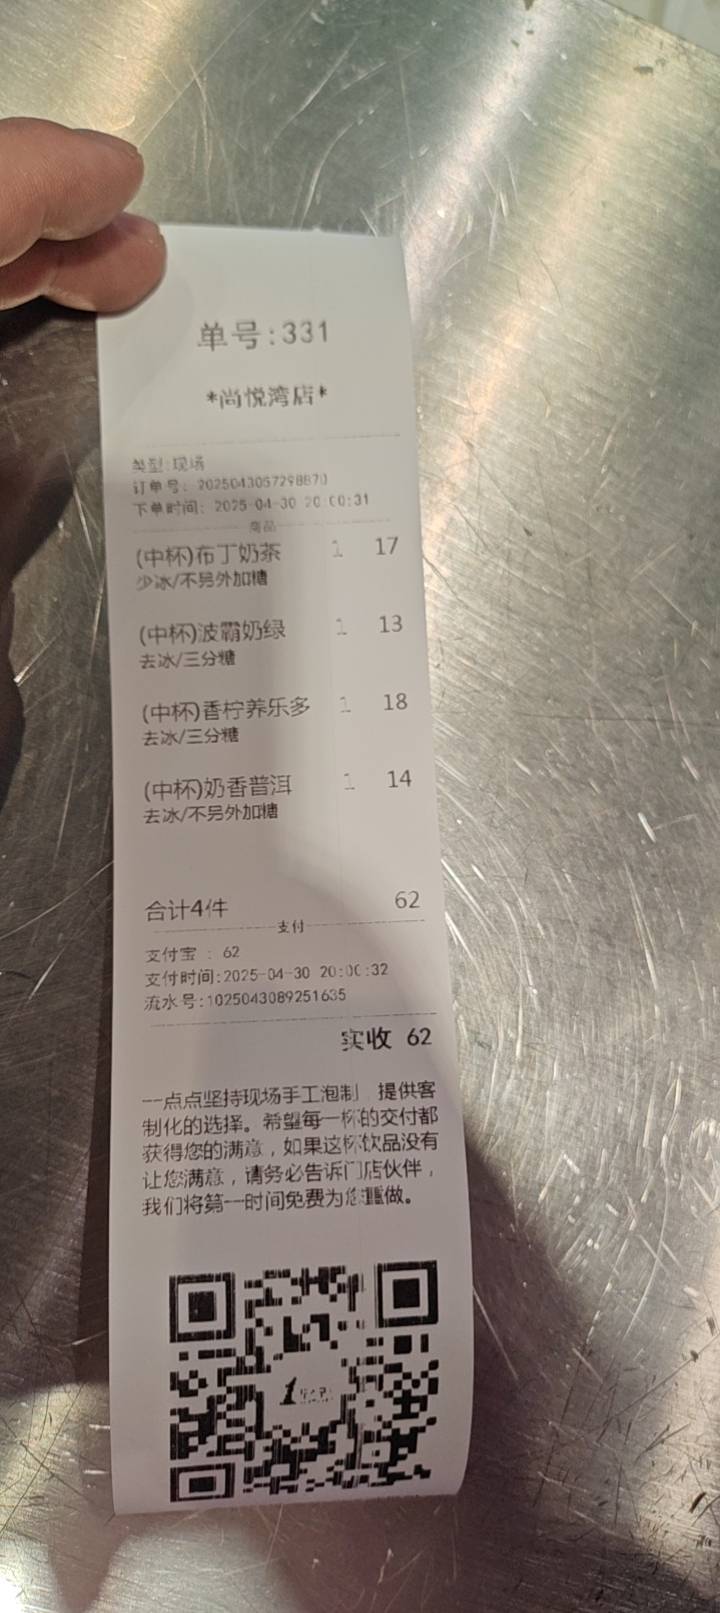 单号:331
*尚悦湾店*
类型:现场
订单号: 2025043057298870
下单时间: 2025-04-30 20:00:31
商品
(中杯)布丁奶茶 1 17
少冰/不另外加糖
(中杯)波霸奶绿 1 13
去冰/三分糖
(中杯)香柠养乐多 1 18
去冰/三分糖
(中杯)奶香普洱 1 14
去冰/不另外加糖
合计4件 62
支付
支付宝 : 62
支付时间:2025-04-30 20:00:32
流水号:1025043089251635
实收 62
一点点坚持现场手工泡制 提供客
制化的选择。希望每一杯的交付都
获得您的满意，如果这杯饮品没有
让您满意，请务必告诉门店伙伴，
我们将第一时间免费为您重做。
1